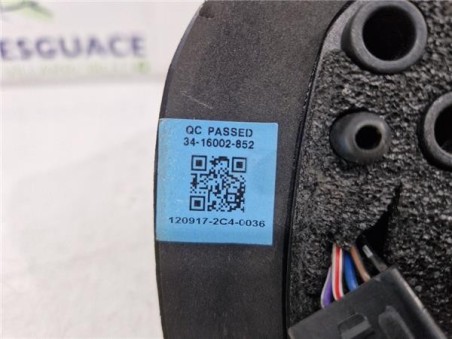 ESGUACE
QC PASSED
34-16002-852
120917-2C4-0036